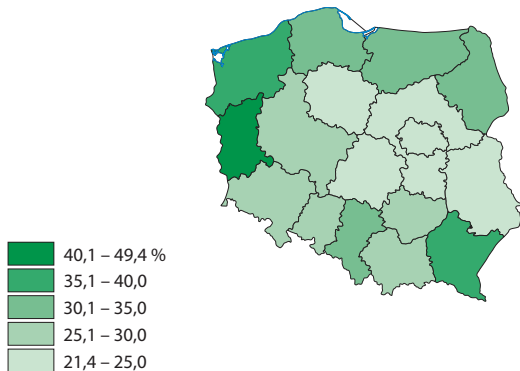 40,1 – 49,4 %
35,1 – 40,0
30,1 – 35,0
25,1 – 30,0
21,4 – 25,0